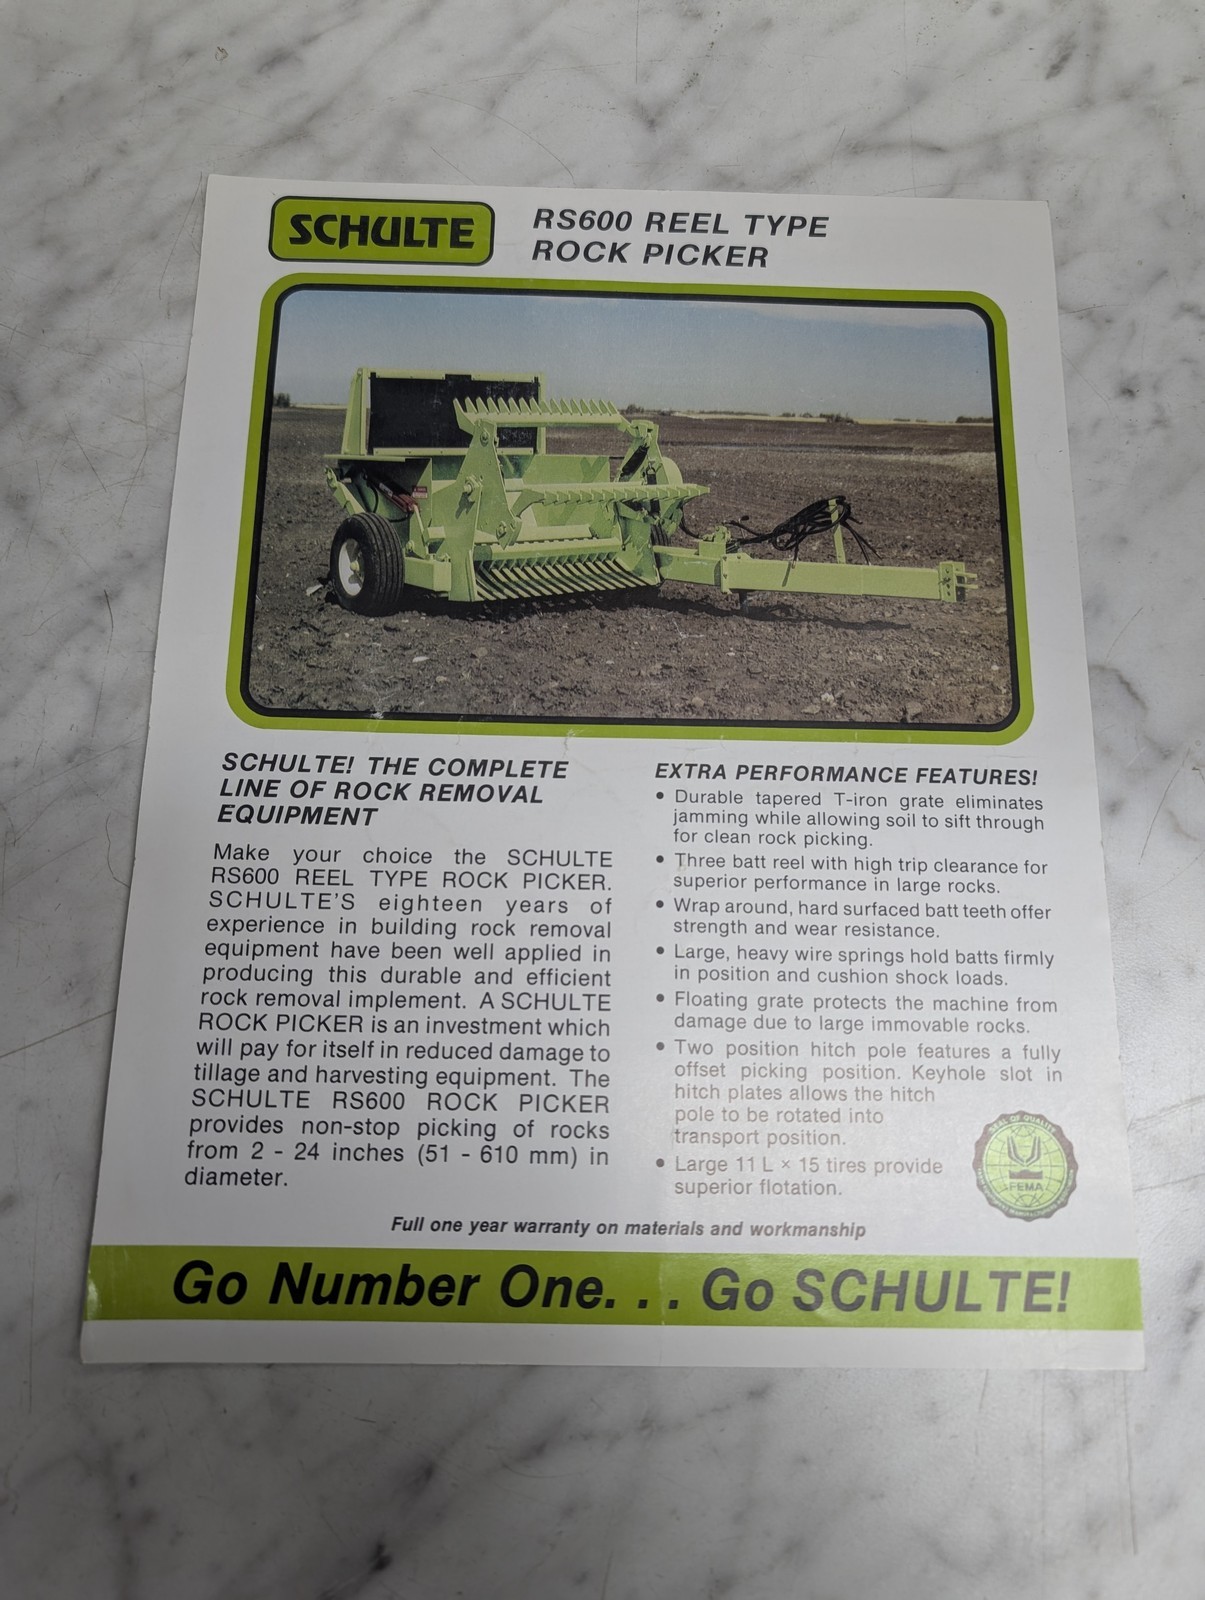 SCHULTE
RS600 REEL TYPE
ROCK PICKER
SCHULTE! THE COMPLETE
LINE OF ROCK REMOVAL
EQUIPMENT
Make your choice the SCHULTE
RS600 REEL TYPE ROCK PICKER.
SCHULTE'S eighteen years of
experience in building rock removal
equipment have been well applied in
producing this durable and efficient
rock removal implement. A SCHULTE
ROCK PICKER is an investment which
will pay for itself in reduced damage to
tillage and harvesting equipment. The
SCHULTE RS600 ROCK PICKER
provides non-stop picking of rocks
from 2 - 24 inches (51 - 610 mm) in
diameter.
EXTRA PERFORMANCE FEATURES!
• Durable tapered T-iron grate eliminates
jamming while allowing soil to sift through
for clean rock picking.
• Three batt reel with high trip clearance for
superior performance in large rocks.
• Wrap around, hard surfaced batt teeth offer
strength and wear resistance.
• Large, heavy wire springs hold batts firmly
in position and cushion shock loads.
• Floating grate protects the machine from
damage due to large immovable rocks.
• Two position hitch pole features a fully
offset picking position. Keyhole slot in
hitch plates allows the hitch
pole to be rotated into
transport position.
• Large 11 L × 15 tires provide
superior flotation.
SEAL OF QUALITY
FEMA
Full one year warranty on materials and workmanship
Go Number One. . . Go SCHULTE!